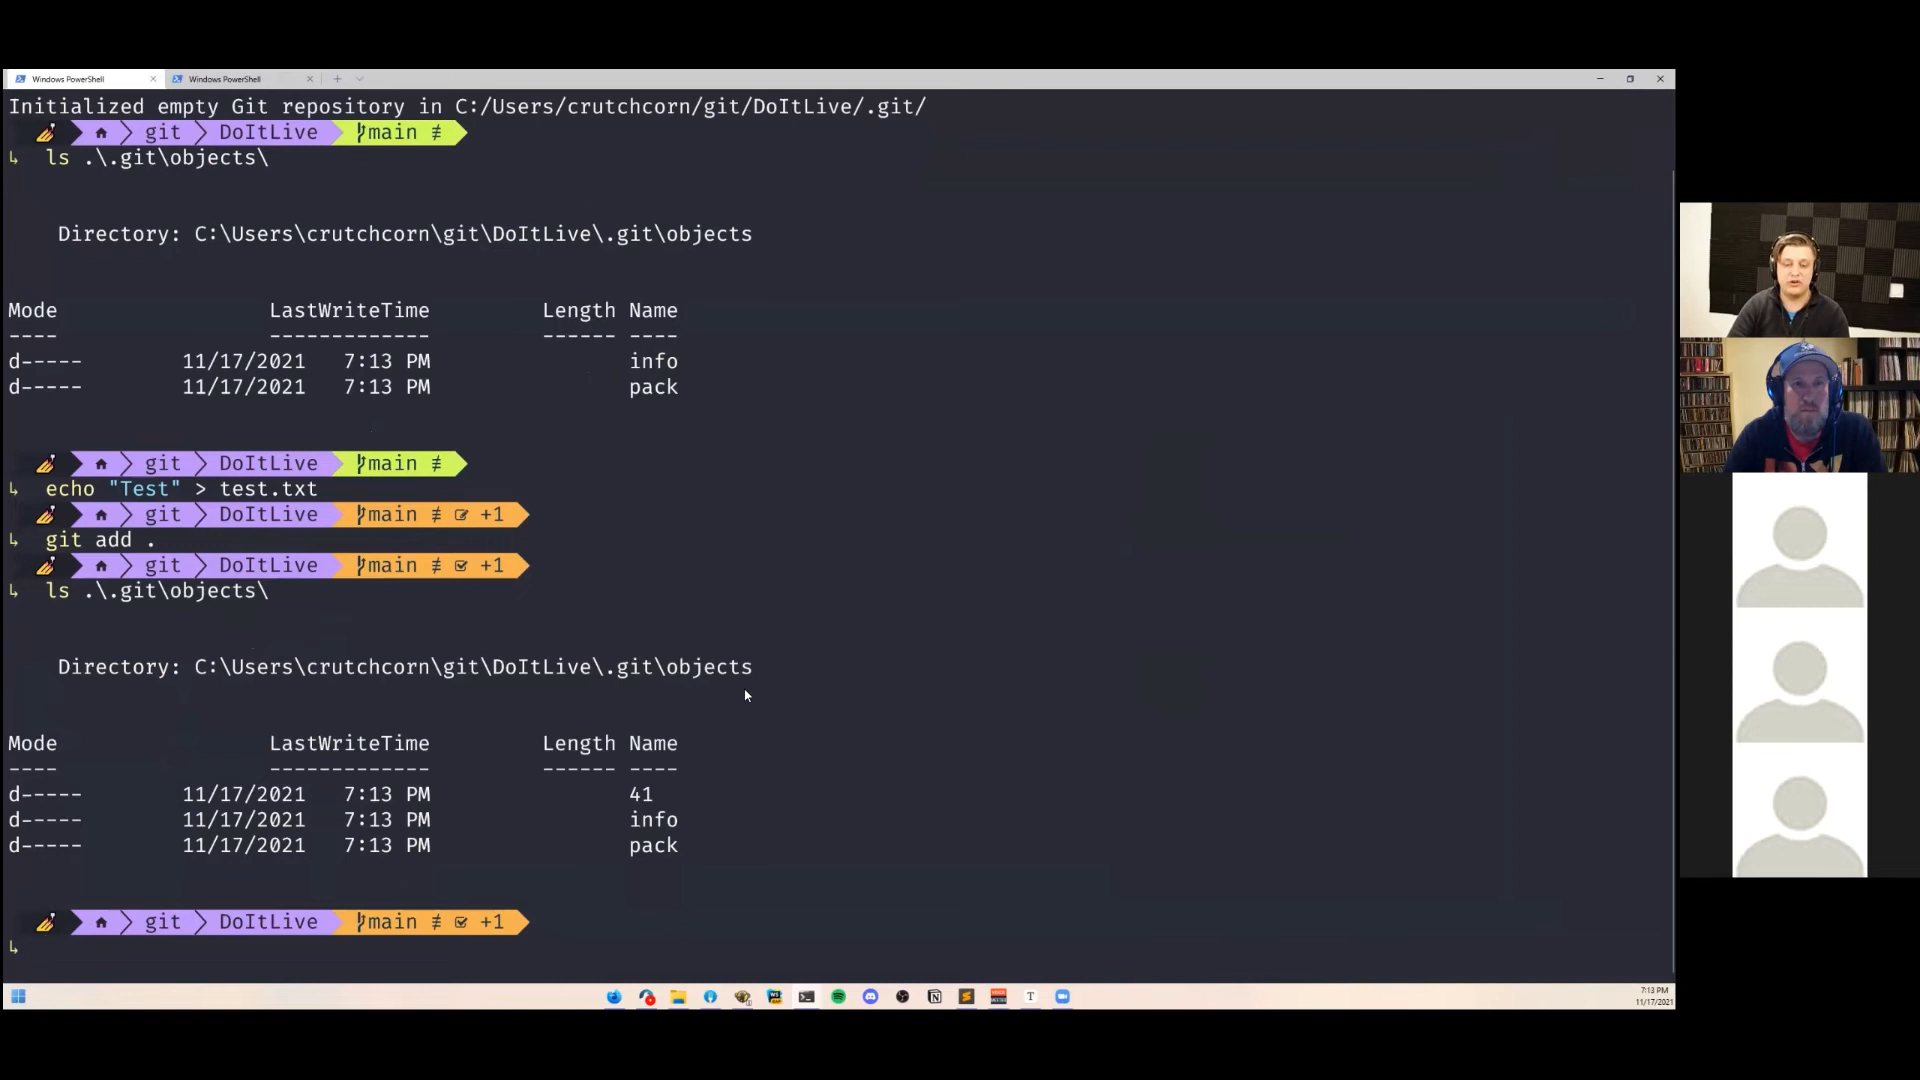 Windows PowerShell
Windows PowerShell
Initialized empty Git repository in C:/Users/crutchcorn/git/DoItLive/.git/
git DoItLive main ≢
↳ ls .\.git\objects\
Directory: C:\Users\crutchcorn\git\DoItLive\.git\objects
Mode LastWriteTime Length Name
---- ------------- ------ ----
d----- 11/17/2021 7:13 PM info
d----- 11/17/2021 7:13 PM pack
git DoItLive main ≢
↳ echo "Test" > test.txt
git DoItLive main ≢ +1
↳ git add .
git DoItLive main ≢ +1
↳ ls .\.git\objects\
Directory: C:\Users\crutchcorn\git\DoItLive\.git\objects
Mode LastWriteTime Length Name
---- ------------- ------ ----
d----- 11/17/2021 7:13 PM 41
d----- 11/17/2021 7:13 PM info
d----- 11/17/2021 7:13 PM pack
git DoItLive main ≢ +1
↳
7:13 PM
11/17/2021